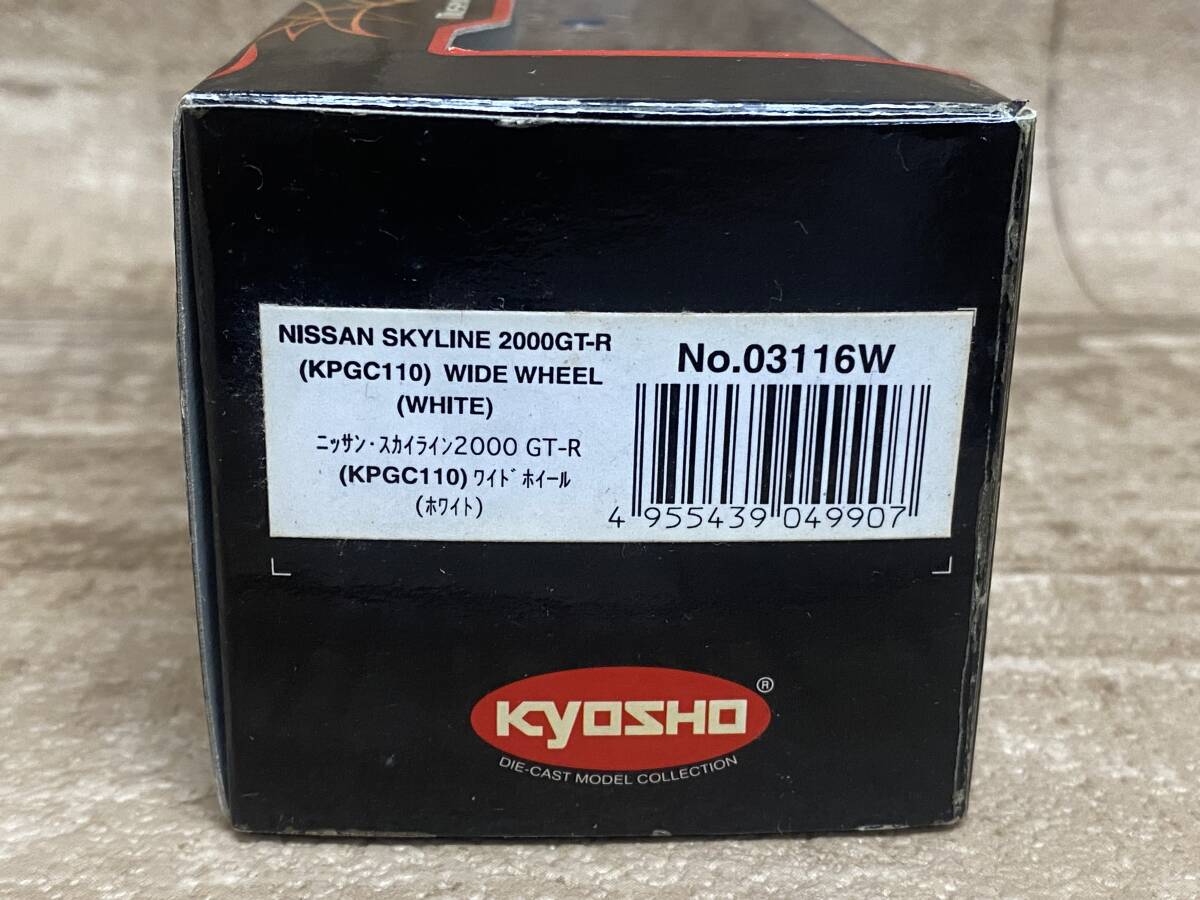 NISSAN SKYLINE 2000GT-R
(KPGC110) WIDE WHEEL
(WHITE)
ニッサン・スカイライン2000 GT-R
(KPGC110) ワイドホイール
(ホワイト)
No.03116W
4 955439 049907
KYOSHO ®
DIE-CAST MODEL COLLECTION